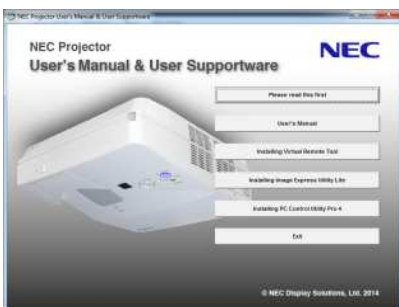 NEC Projector User's Manual & User Supportware
NEC Projector
NEC
User's Manual & User Supportware
Please read this first
User's Manual
Installing Virtual Remote Tool
Installing Image Express Utility Lite
Installing PC Control Utility Pro 4
Exit
© NEC Display Solutions, Ltd. 2014